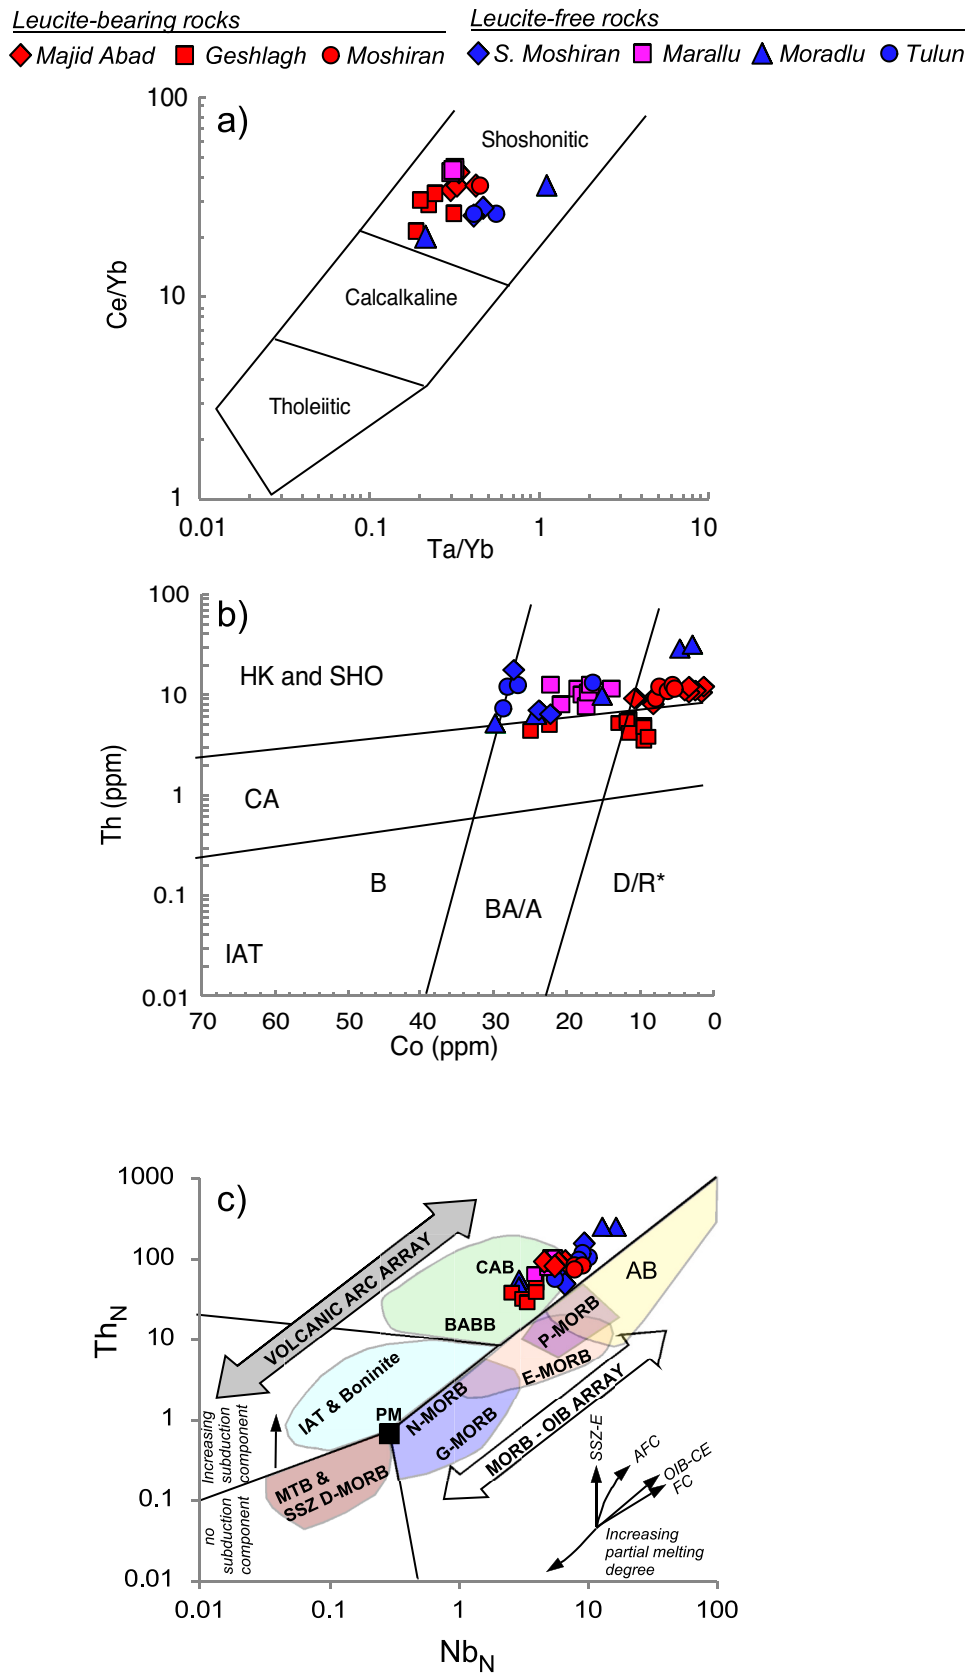 Leucite-bearing rocks
Leucite-free rocks
Majid Abad Geshlagh Moshiran
S. Moshiran Marallu Moradlu Tulun
a)
100
10
1
Ce/Yb
Shoshonitic
Calcalkaline
Tholeiitic
0.01 0.1 1 10
Ta/Yb
b)
100
10
1
0.1
0.01
Th (ppm)
HK and SHO
CA
B
BA/A
D/R*
IAT
70 60 50 40 30 20 10 0
Co (ppm)
c)
1000
100
10
1
0.1
0.01
ThN
VOLCANIC ARC ARRAY
CAB
BABB
AB
P-MORB
E-MORB
IAT & Boninite
PM
N-MORB
G-MORB
MORB - OIB ARRAY
MTB &
SSZ D-MORB
Increasing
subduction
component
no
subduction
component
SSZ-E
AFC
OIB-CE
FC
Increasing
partial melting
degree
0.01 0.1 1 10 100
NbN